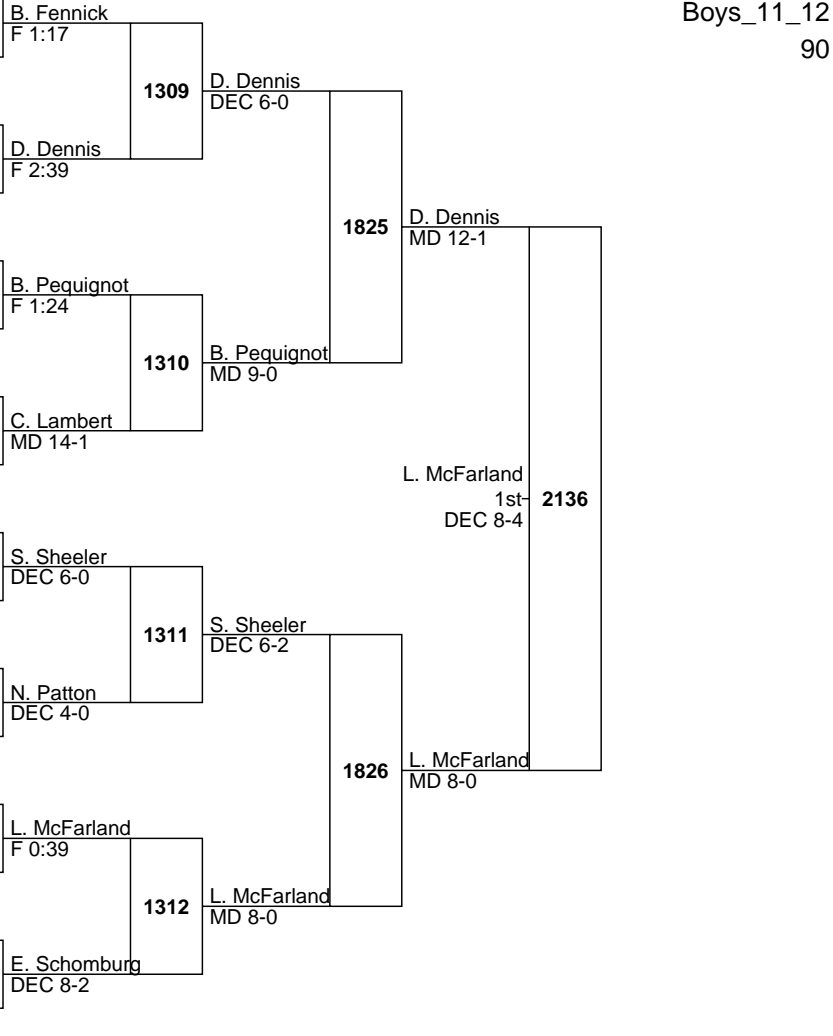 Boys_11_12
90
B. Fennick
F 1:17
1309
D. Dennis
DEC 6-0
D. Dennis
F 2:39
1825
D. Dennis
MD 12-1
B. Pequignot
F 1:24
1310
B. Pequignot
MD 9-0
C. Lambert
MD 14-1
L. McFarland
1st
DEC 8-4
2136
S. Sheeler
DEC 6-0
1311
S. Sheeler
DEC 6-2
N. Patton
DEC 4-0
1826
L. McFarland
MD 8-0
L. McFarland
F 0:39
1312
L. McFarland
MD 8-0
E. Schomburg
DEC 8-2